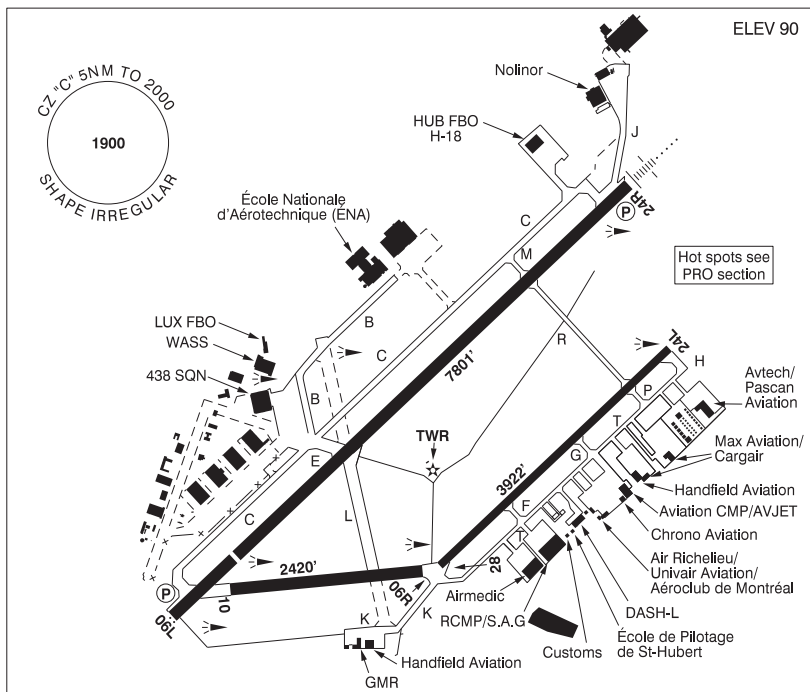 ELEV 90
CZ "C" 5NM TO 2000
1900
SHAPE IRREGULAR
Nolinor
HUB FBO
H-18
J
École Nationale
d'Aérotechnique (ÉNA)
24R
P
C
M
Hot spots see
PRO section
LUX FBO
WASS
438 SQN
B
C
B
7801'
R
24L
H
P
Avtech/
Pascan
Aviation
T
TWR
G
Max Aviation/
Cargair
E
3922'
Handfield Aviation
C
L
F
Aviation CMP/AVJET
Chrono Aviation
T
Air Richelieu/
Univair Aviation/
Aéroclub de Montréal
2420'
28
P
10
06R
Airmedic
06L
K
K
RCMP/S.A.G
DASH-L
École de Pilotage
de St-Hubert
Customs
Handfield Aviation
GMR